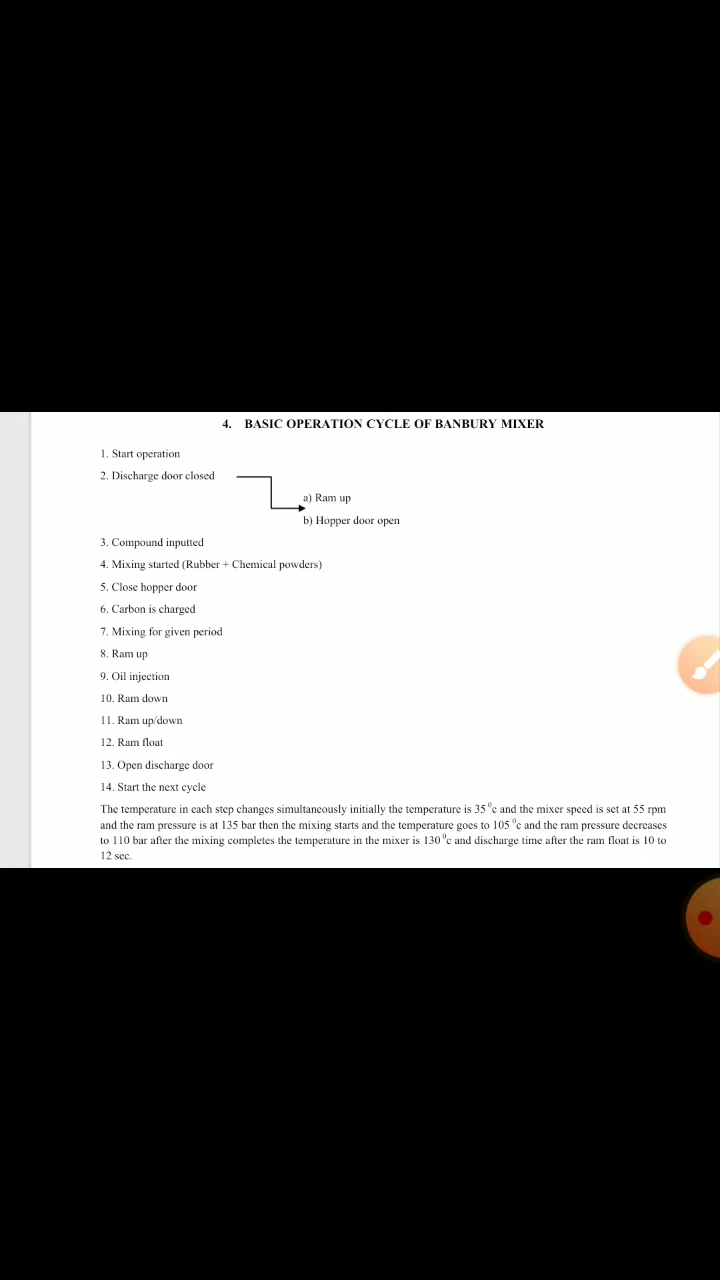 4. BASIC OPERATION CYCLE OF BANBURY MIXER
1. Start operation
2. Discharge door closed
a) Ram up
b) Hopper door open
3. Compound inputted
4. Mixing started (Rubber + Chemical powders)
5. Close hopper door
6. Carbon is charged
7. Mixing for given period
8. Ram up
9. Oil injection
10. Ram down
11. Ram up/down
12. Ram float
13. Open discharge door
14. Start the next cycle
The temperature in each step changes simultaneously initially the temperature is 35 ⁰c and the mixer speed is set at 55 rpm
and the ram pressure is at 135 bar then the mixing starts and the temperature goes to 105 ⁰c and the ram pressure decreases
to 110 bar after the mixing completes the temperature in the mixer is 130 ⁰c and discharge time after the ram float is 10 to
12 sec.